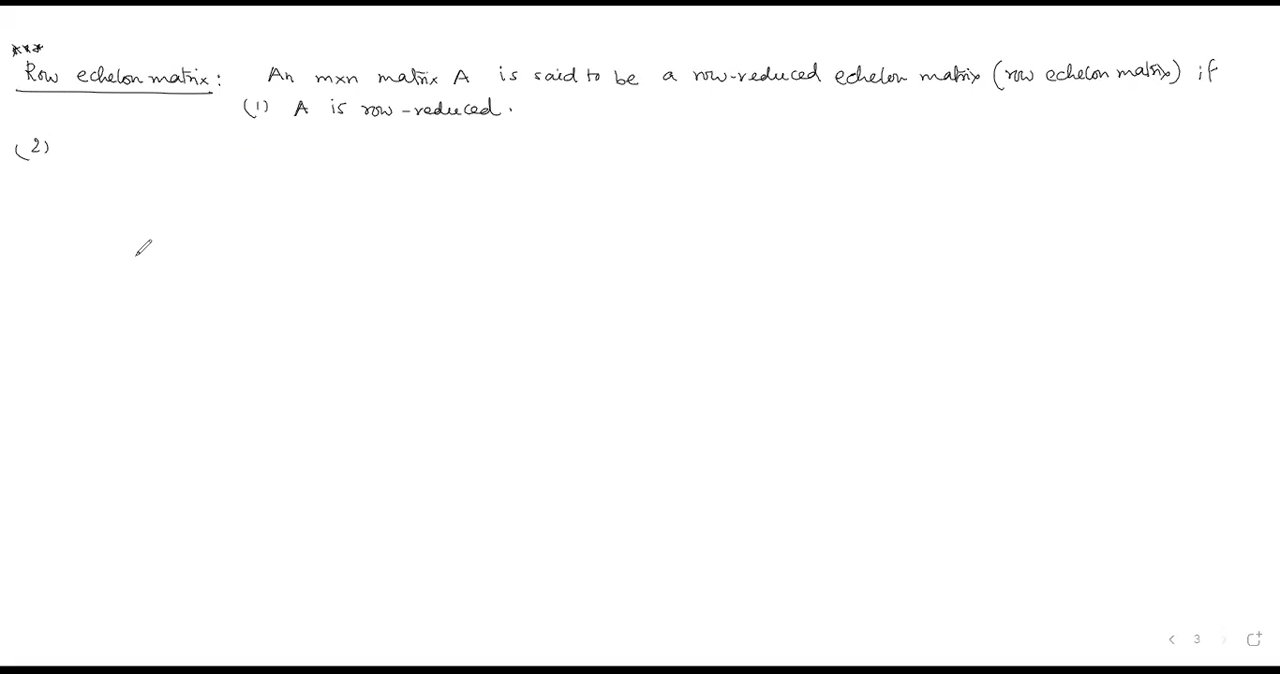 ***
Row echelon matrix: An mxn matrix A is said to be a row-reduced echelon matrix (row echelon matrix) if
(1) A is row-reduced.
(2)
< 3 >